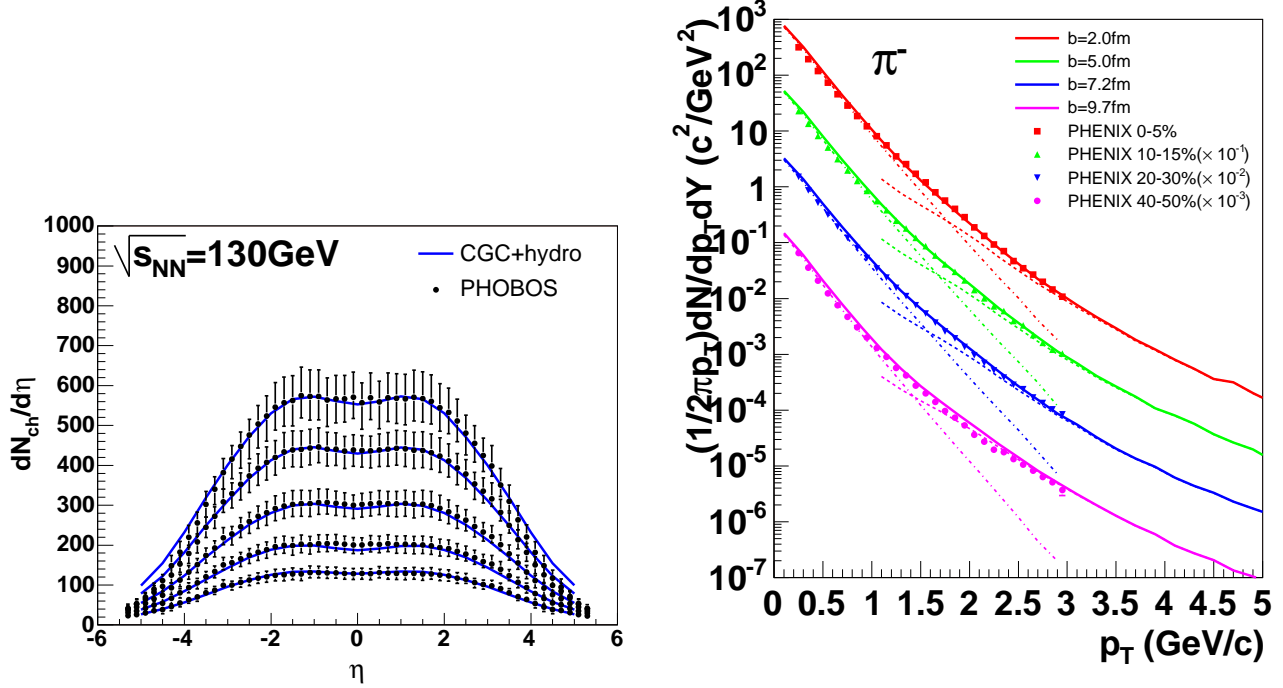 1000
900
800
700
600
500
400
300
200
100
0
dN_ch/dη
√s_NN=130GeV
CGC+hydro
PHOBOS
-6 -4 -2 0 2 4 6
η
10^3
10^2
10
1
10^-1
10^-2
10^-3
10^-4
10^-5
10^-6
10^-7
(1/2πp_T)dN/dp_TdY (c^2/GeV^2)
π^-
b=2.0fm
b=5.0fm
b=7.2fm
b=9.7fm
PHENIX 0-5%
PHENIX 10-15%(× 10^-1)
PHENIX 20-30%(× 10^-2)
PHENIX 40-50%(× 10^-3)
0 0.5 1 1.5 2 2.5 3 3.5 4 4.5 5
p_T (GeV/c)